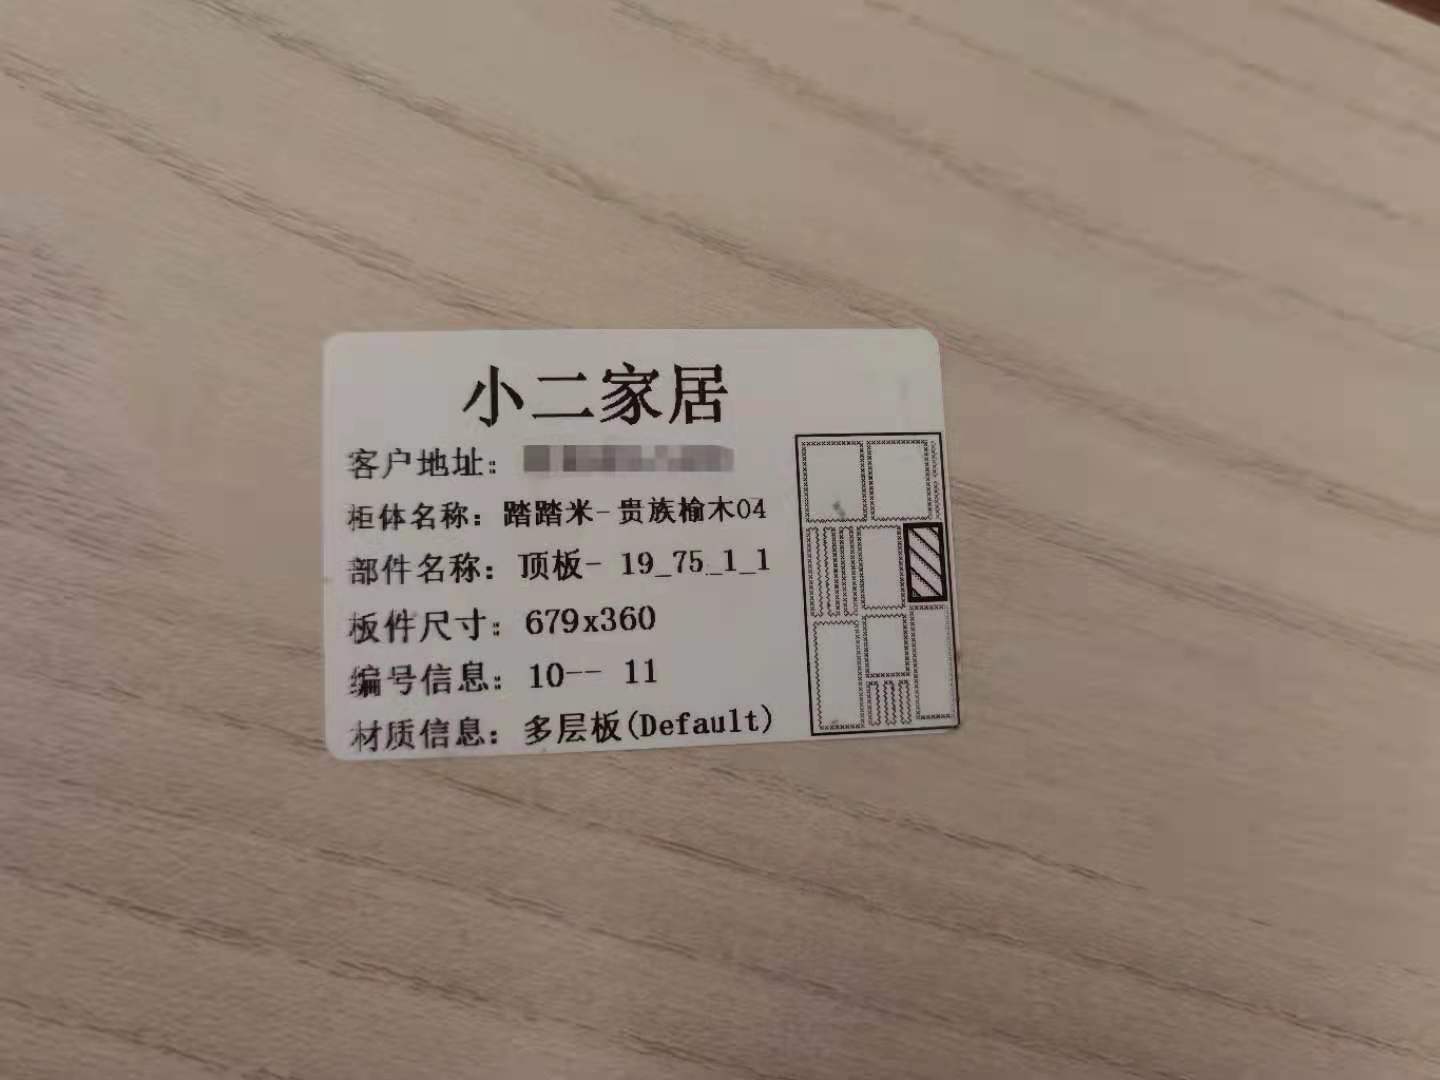 小二家居
客户地址：
柜体名称：踏踏米-贵族榆木04
部件名称：顶板- 19_75_1_1
板件尺寸：679x360
编号信息：10-- 11
材质信息：多层板(Default)